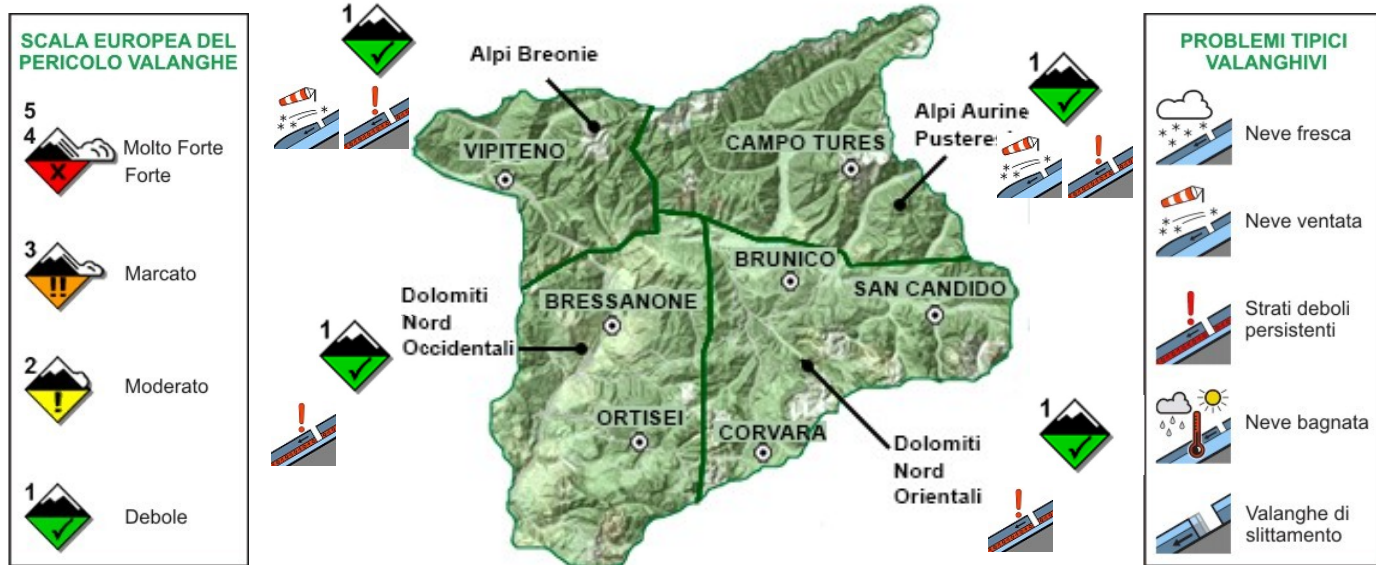 SCALA EUROPEA DEL
PERICOLO VALANGHE
5
4
Molto Forte
Forte
3
Marcato
2
Moderato
1
Debole
1
Alpi Breonie
VIPITENO
1
Alpi Aurine
CAMPO TURES
BRUNICO
SAN CANDIDO
Dolomiti
Nord
Occidentali
1
BRESSANONE
ORTISEI
CORVARA
1
Dolomiti
Nord
Orientali
PROBLEMI TIPICI
VALANGHIVI
Neve fresca
Neve ventata
Strati deboli
persistenti
Neve bagnata
Valanghe di
slittamento